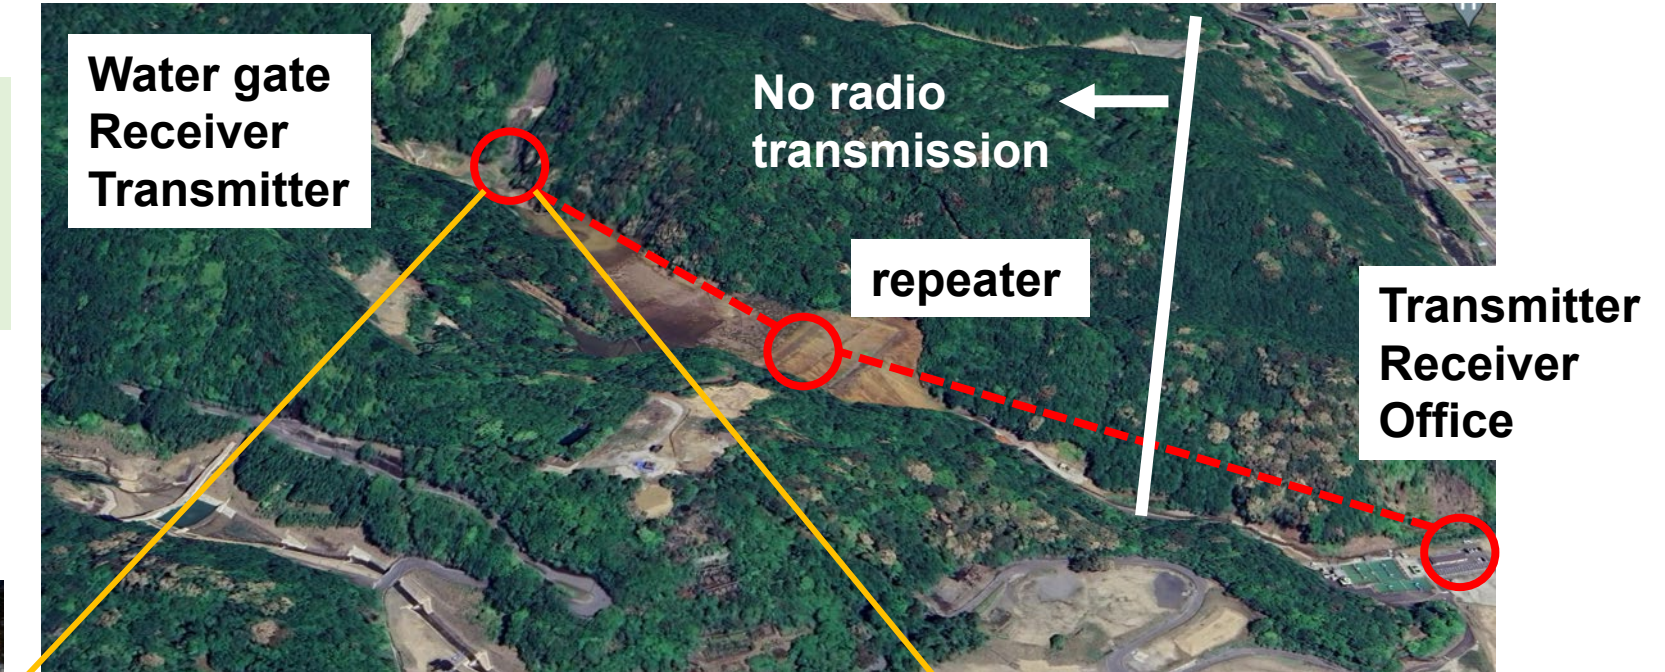 Water gate
Receiver
Transmitter
No radio
transmission
repeater
Transmitter
Receiver
Office